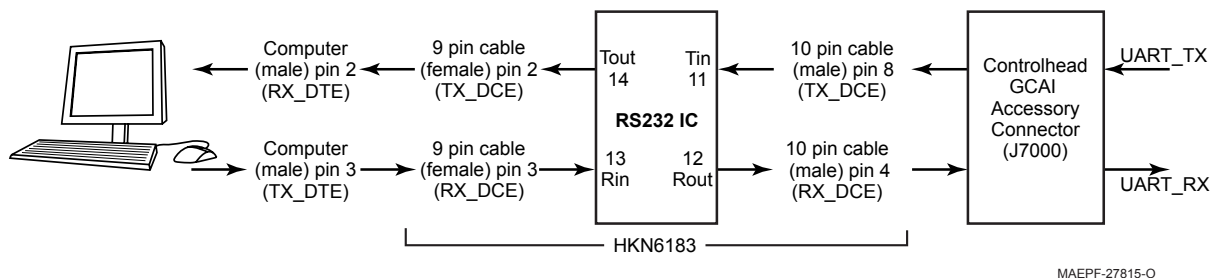 Computer
(male) pin 2
(RX_DTE)
9 pin cable
(female) pin 2
(TX_DCE)
Tout
14
Tin
11
10 pin cable
(male) pin 8
(TX_DCE)
Controlhead
GCAI
Accessory
Connector
(J7000)
UART_TX
RS232 IC
Computer
(male) pin 3
(TX_DTE)
9 pin cable
(female) pin 3
(RX_DCE)
13
Rin
12
Rout
10 pin cable
(male) pin 4
(RX_DCE)
UART_RX
HKN6183
MAEPF-27815-O